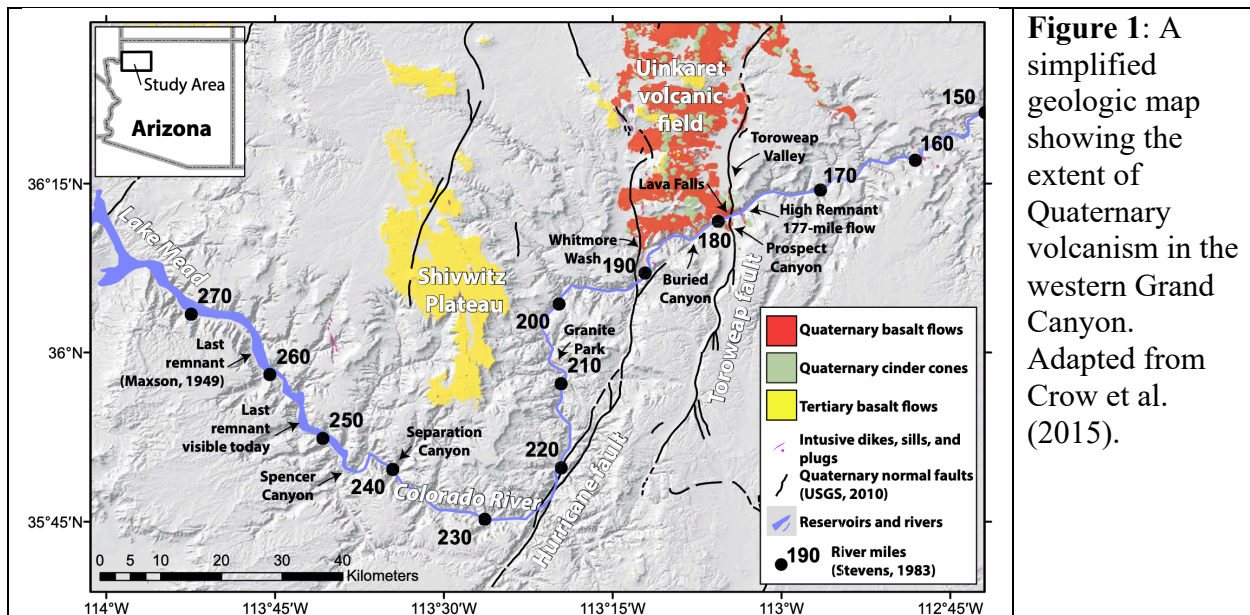 Study Area
Arizona
Uinkaret
volcanic
field
150
160
170
Toroweap
Valley
36°15'
Lava Falls
High Remnant
177-mile flow
180
Prospect
Canyon
Whitmore
Wash
190
Buried
Canyon
Lake Mead
Shivwitz
Plateau
270
200
Toroweap fault
Granite
Park
36°N
Last
remnant
(Maxson, 1949)
260
210
Last
remnant
visible today
250
Separation
Canyon
220
Spencer
Canyon
240
Colorado River
Hurricane fault
35°45'
230
0 5 10 20 30 40
Kilometers
114°W 113°45' 113°30' 113°15' 113°W 112°45'
Quaternary basalt flows
Quaternary cinder cones
Tertiary basalt flows
Intrusive dikes, sills, and
plugs
Quaternary normal faults
(USGS, 2010)
Reservoirs and rivers
190 River miles
(Stevens, 1983)
Figure 1: A
simplified
geologic map
showing the
extent of
Quaternary
volcanism in the
western Grand
Canyon.
Adapted from
Crow et al.
(2015).